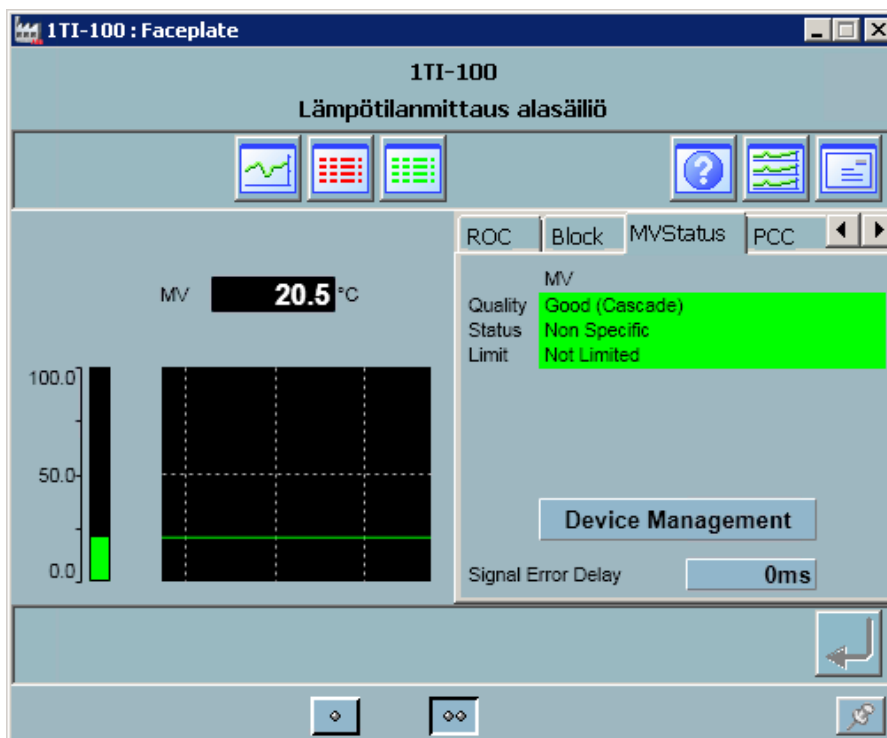 1TI-100 : Faceplate
1TI-100
Lämpötilanmittaus alasäiliö
ROC Block MVStatus PCC
MV 20.5 °C
MV
Quality Good (Cascade)
Status Non Specific
Limit Not Limited
100.0
50.0
0.0
Device Management
Signal Error Delay 0ms